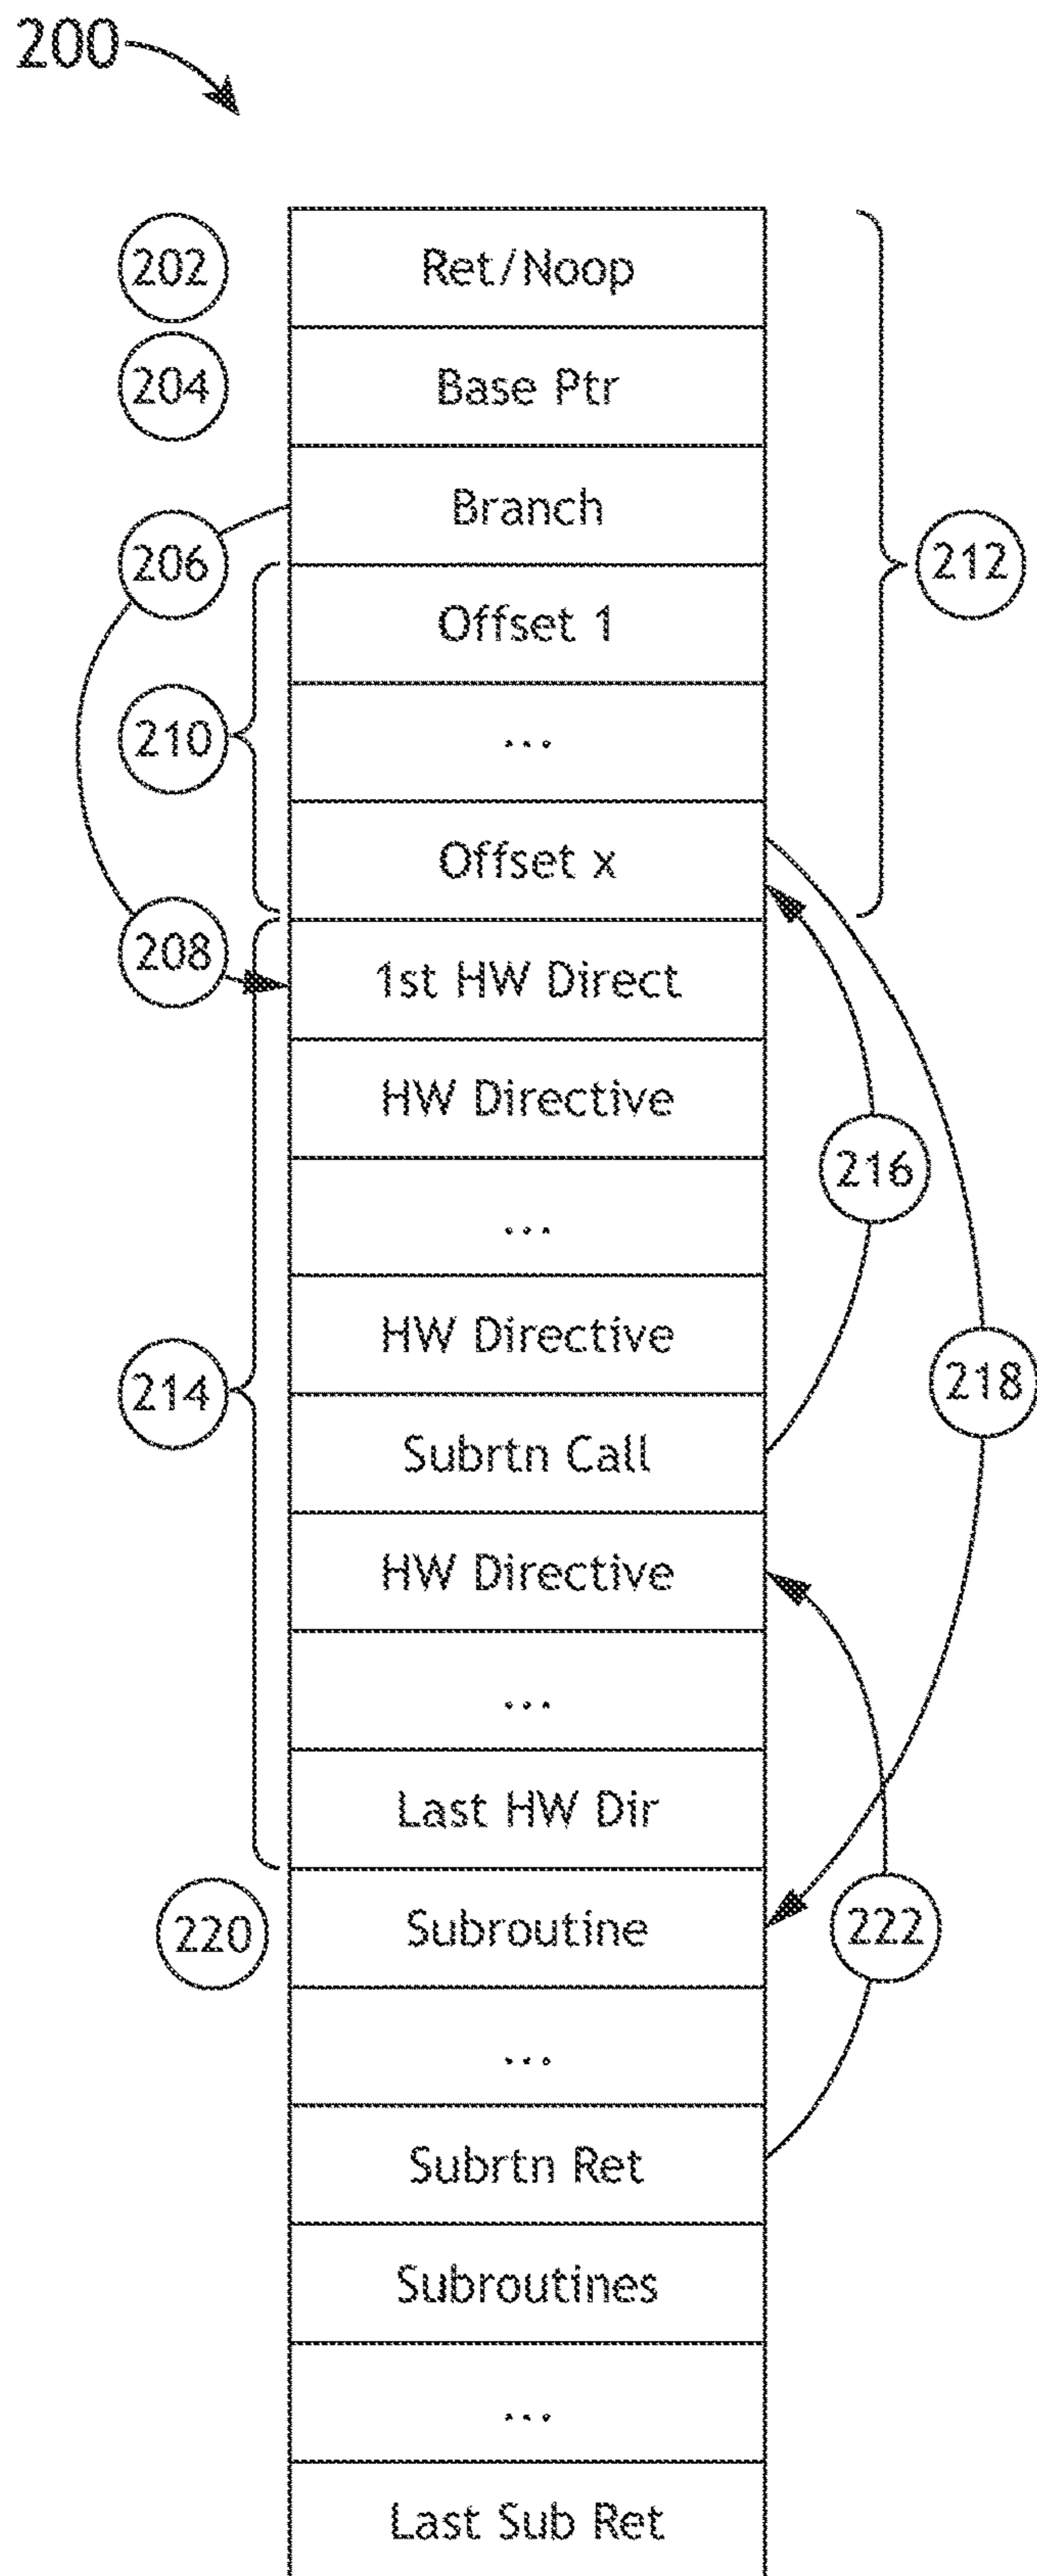 200
202
Ret/Noop
204
Base Ptr
Branch
206
212
Offset 1
210
...
Offset x
208
1st HW Direct
HW Directive
216
...
HW Directive
214
218
Subrtn Call
HW Directive
...
Last HW Dir
220
Subroutine
222
...
Subrtn Ret
Subroutines
...
Last Sub Ret